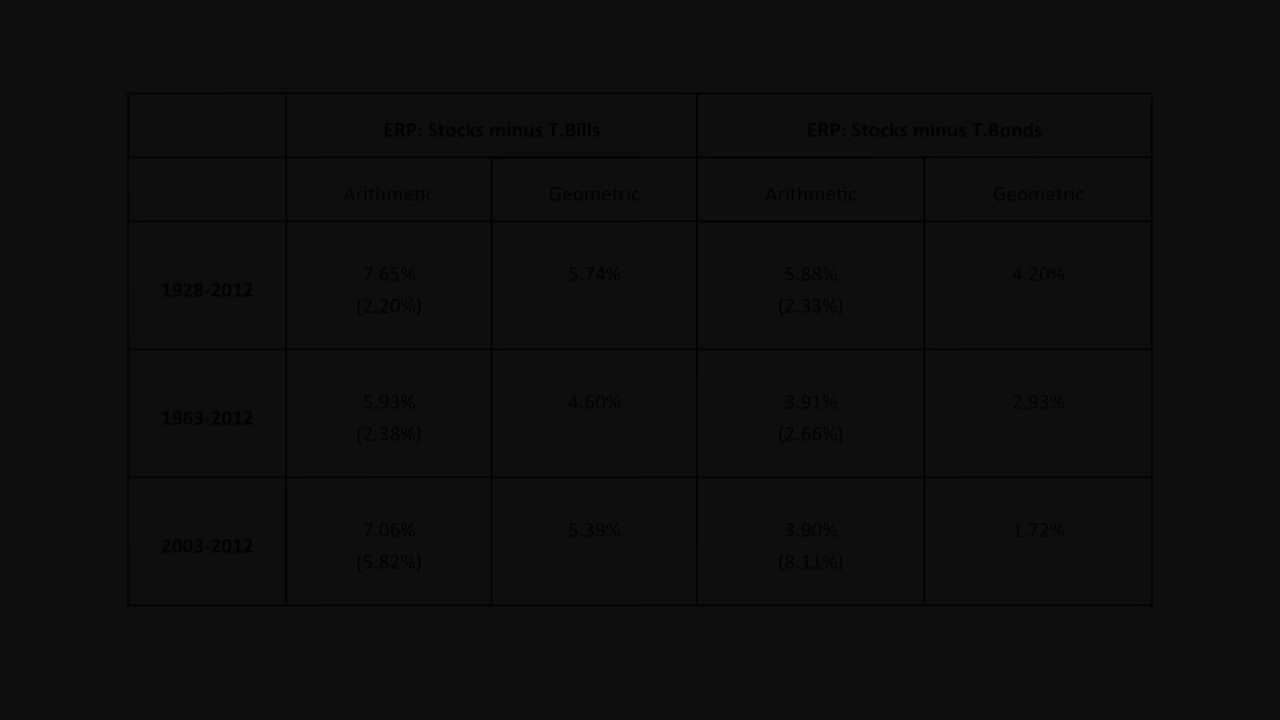 ERP: Stocks minus T.Bills ERP: Stocks minus T.Bonds
Arithmetic Geometric Arithmetic Geometric
1928-2012 7.65% 5.74% 5.88% 4.20%
(2.20%) (2.33%)
1963-2012 5.93% 4.60% 3.91% 2.93%
(2.38%) (2.66%)
2003-2012 7.06% 5.39% 3.90% 1.72%
(5.82%) (8.11%)